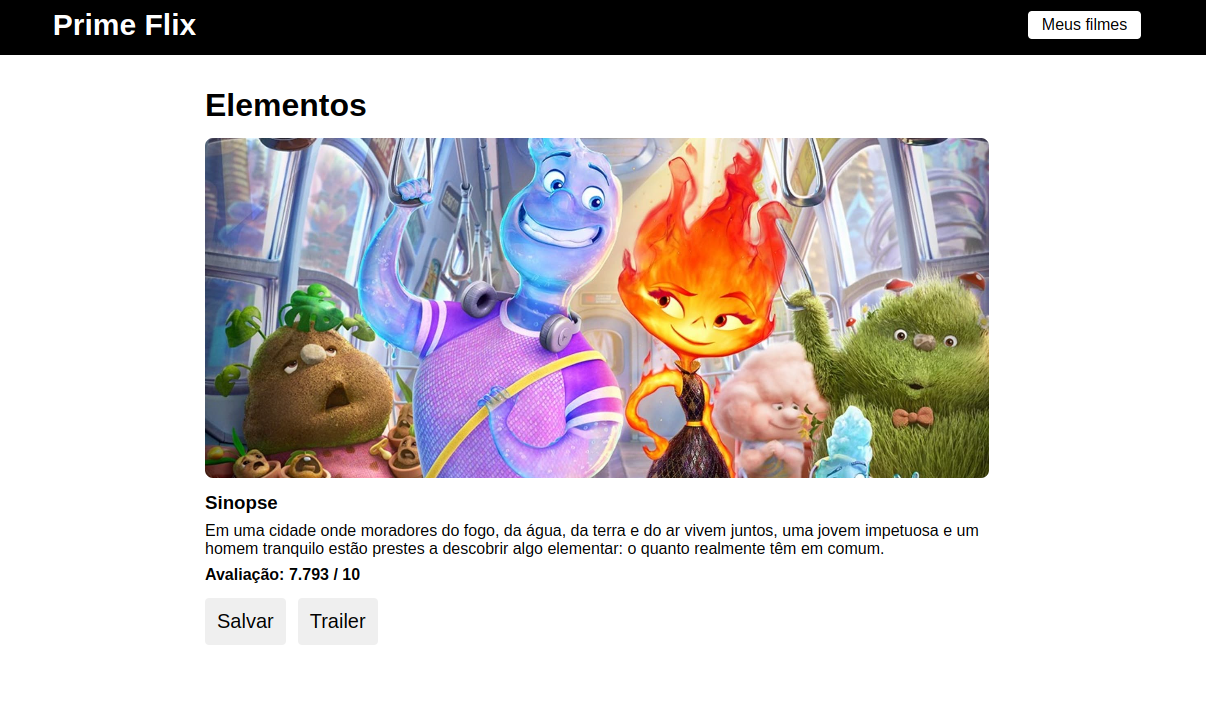 Prime Flix
Meus filmes
Elementos
Sinopse
Em uma cidade onde moradores do fogo, da água, da terra e do ar vivem juntos, uma jovem impetuosa e um
homem tranquilo estão prestes a descobrir algo elementar: o quanto realmente têm em comum.
Avaliação: 7.793 / 10
Salvar
Trailer